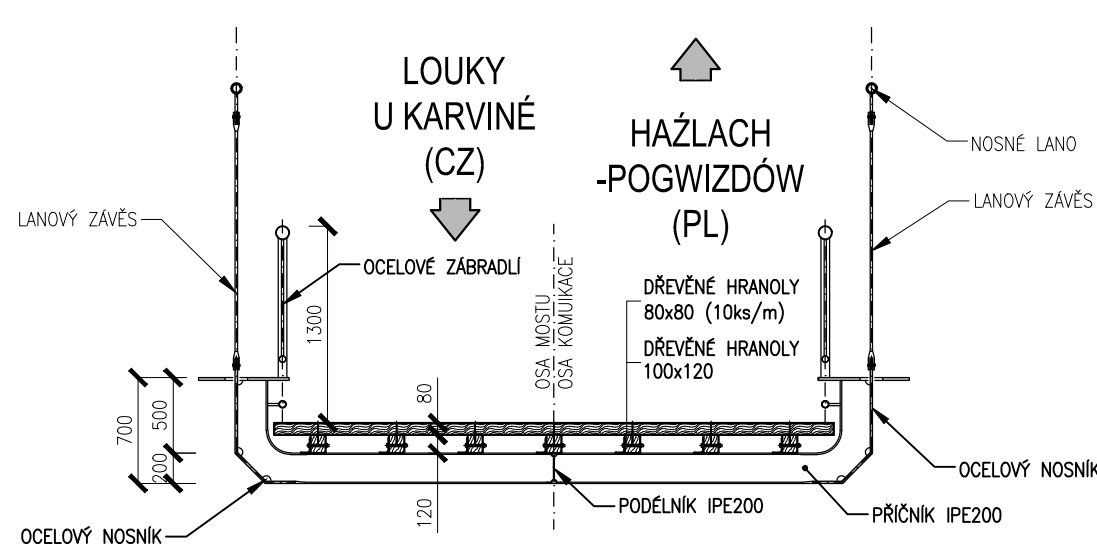 LOUKY
U KARVINÉ
(CZ)
HAŹLACH
-POGWIZDÓW
(PL)
NOSNÉ LANO
LANOVÝ ZÁVĚS
LANOVÝ ZÁVĚS
OCELOVÉ ZÁBRADLÍ
1300
OSA MOSTU
OSA KOMUIKACE
DŘEVĚNÉ HRANOLY
80x80 (10ks/m)
DŘEVĚNÉ HRANOLY
100x120
80
700
500
200
120
OCELOVÝ NOSNÍK
PODÉLNÍK IPE200
PŘÍČNÍK IPE200
OCELOVÝ NOSNÍK